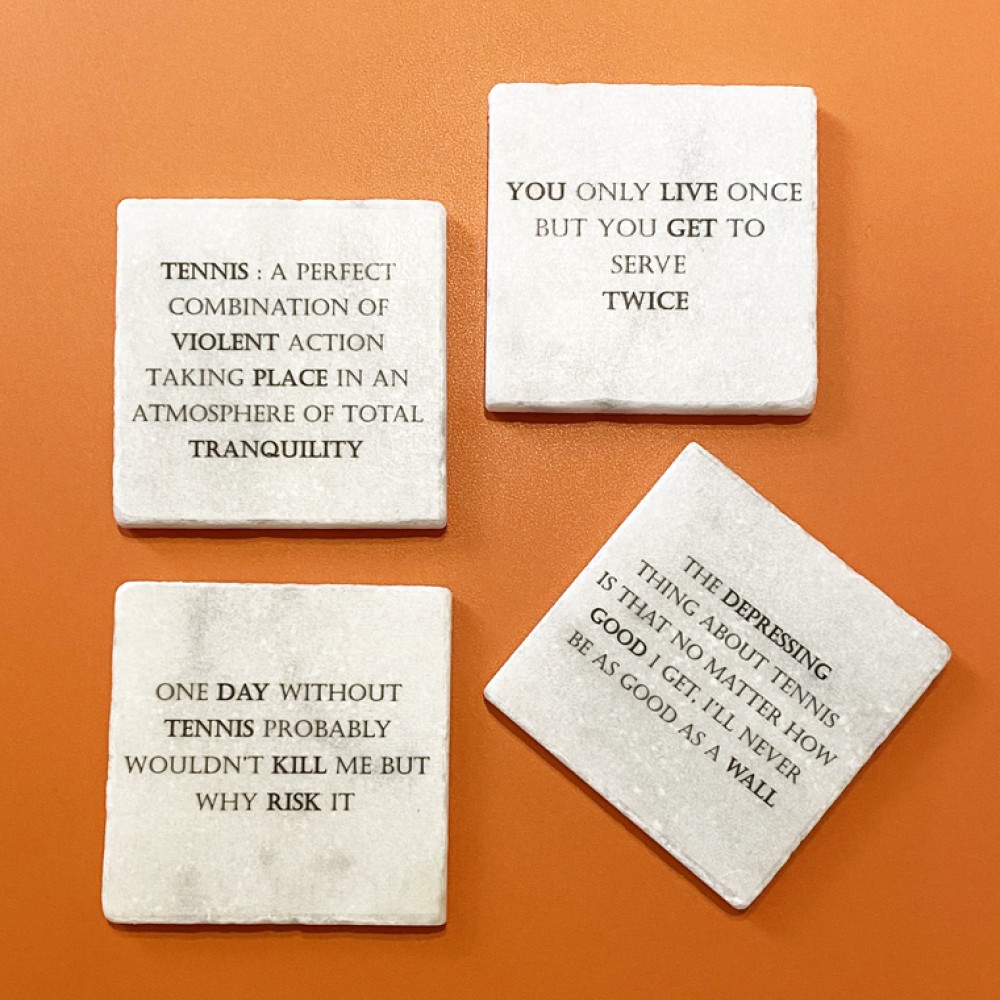 TENNIS : A PERFECT
COMBINATION OF
VIOLENT ACTION
TAKING PLACE IN AN
ATMOSPHERE OF TOTAL
TRANQUILITY
YOU ONLY LIVE ONCE
BUT YOU GET TO
SERVE
TWICE
ONE DAY WITHOUT
TENNIS PROBABLY
WOULDN'T KILL ME BUT
WHY RISK IT
THE DEPRESSING
THING ABOUT TENNIS
IS THAT NO MATTER HOW
GOOD I GET, I'LL NEVER
BE AS GOOD AS A WALL